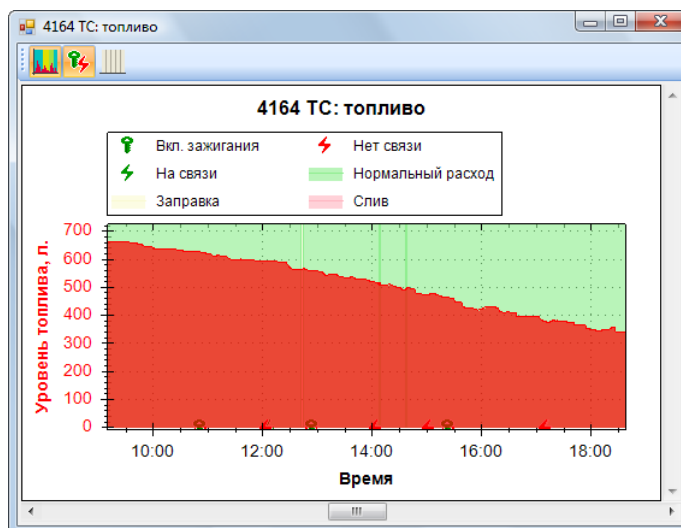 4164 ТС: топливо
4164 ТС: топливо
Вкл. зажигания
Нет связи
На связи
Нормальный расход
Заправка
Слив
Уровень топлива, л.
700
600
500
400
300
200
100
0
10:00 12:00 14:00 16:00 18:00
Время